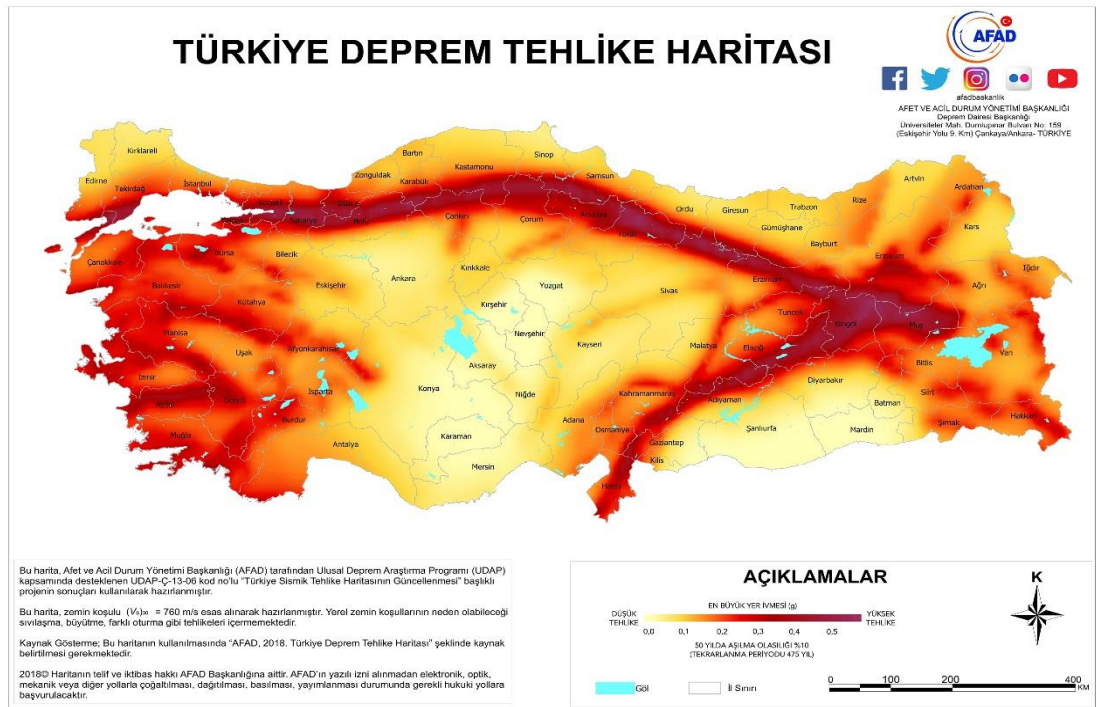 TÜRKİYE DEPREM TEHLİKE HARİTASI
AFAD
afadbaskanlik
AFET VE ACİL DURUM YÖNETİMİ BAŞKANLIĞI
Deprem Dairesi Başkanlığı
Üniversiteler Mah. Dumlupınar Bulvarı No: 159
(Eskişehir Yolu 9. Km) Çankaya/Ankara- TÜRKİYE
Kırklareli
Edirne
Tekirdağ
İstanbul
Zonguldak
Bartın
Karabük
Kastamonu
Sinop
Samsun
Ordu
Giresun
Trabzon
Rize
Artvin
Ardahan
Kars
Gümüşhane
Bayburt
Erzurum
Iğdır
Ağrı
Çanakkale
Balıkesir
Bursa
Bilecik
Sakarya
Bolu
Çankırı
Çorum
Amasya
Tokat
Erzincan
Ankara
Kırıkkale
Yozgat
Sivas
Eskişehir
Kütahya
Manisa
Uşak
Afyonkarahisar
Kırşehir
Nevşehir
Kayseri
Malatya
Elazığ
Tunceli
Bingöl
Muş
Bitlis
Van
İzmir
Aydın
Denizli
Isparta
Burdur
Muğla
Antalya
Konya
Aksaray
Niğde
Karaman
Mersin
Adana
Osmaniye
Kahramanmaraş
Gaziantep
Kilis
Hatay
Adıyaman
Şanlıurfa
Diyarbakır
Batman
Mardin
Siirt
Şırnak
Hakkari
Bu harita, Afet ve Acil Durum Yönetimi Başkanlığı (AFAD) tarafından Ulusal Deprem Araştırma Programı (UDAP)
kapsamında desteklenen UDAP-Ç-13-06 kod no'lu "Türkiye Sismik Tehlike Haritasının Güncellenmesi" başlıklı
projenin sonuçları kullanılarak hazırlanmıştır.
Bu harita, zemin koşulu (Vs)30 = 760 m/s esas alınarak hazırlanmıştır. Yerel zemin koşullarının neden olabileceği
sıvılaşma, büyütme, farklı oturma gibi tehlikeleri içermemektedir.
Kaynak Gösterme; Bu haritanın kullanılmasında "AFAD, 2018. Türkiye Deprem Tehlike Haritası" şeklinde kaynak
belirtilmesi gerekmektedir.
2018© Haritanın telif ve iktibas hakkı AFAD Başkanlığına aittir. AFAD'ın yazılı izni alınmadan elektronik, optik,
mekanik veya diğer yollarla çoğaltılması, dağıtılması, basılması, yayımlanması durumunda gerekli hukuki yollara
başvurulacaktır.
AÇIKLAMALAR
EN BÜYÜK YER İVMESİ (g)
DÜŞÜK TEHLİKE
YÜKSEK TEHLİKE
0,0 0,1 0,2 0,3 0,4 0,5
50 YILDA AŞILMA OLASILIĞI %10
(TEKRARLANMA PERİYODU 475 YIL)
Göl
İl Sınırı
K
0 100 200 400
KM